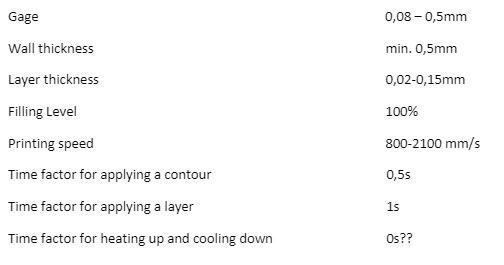 Gage 0,08 – 0,5mm
Wall thickness min. 0,5mm
Layer thickness 0,02-0,15mm
Filling Level 100%
Printing speed 800-2100 mm/s
Time factor for applying a contour 0,5s
Time factor for applying a layer 1s
Time factor for heating up and cooling down 0s??